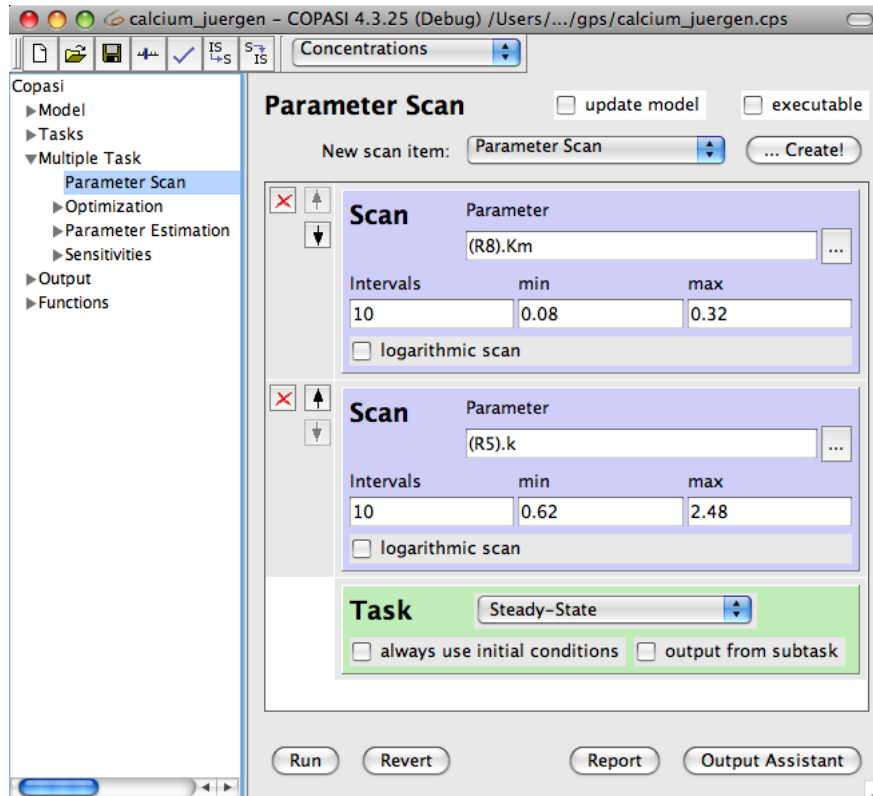 calcium_juergen – COPASI 4.3.25 (Debug) /Users/.../gps/calcium_juergen.cps
IS S S IS Concentrations
Copasi
Model
Tasks
Multiple Task
Parameter Scan
Optimization
Parameter Estimation
Sensitivities
Output
Functions
Parameter Scan update model executable
New scan item: Parameter Scan ... Create!
Scan Parameter
(R8).Km ...
Intervals min max
10 0.08 0.32
logarithmic scan
Scan Parameter
(R5).k ...
Intervals min max
10 0.62 2.48
logarithmic scan
Task Steady-State
always use initial conditions output from subtask
Run Revert Report Output Assistant